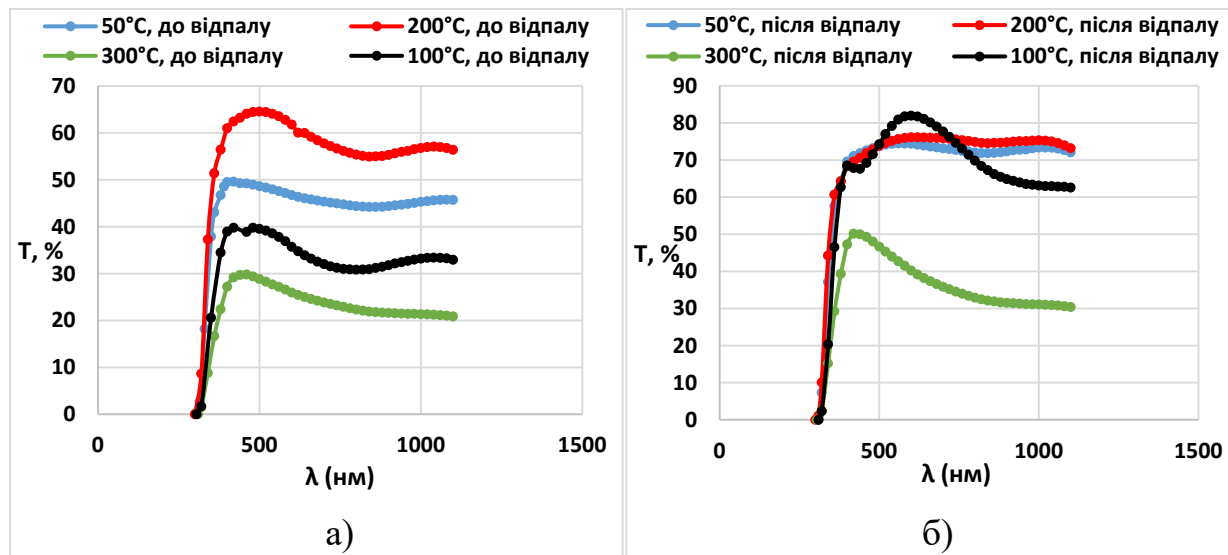 50°C, до відпалу 200°C, до відпалу
300°C, до відпалу 100°C, до відпалу
70
60
50
40
T, %
30
20
10
0
0 500 1000 1500
λ (нм)
а)
50°C, після відпалу 200°C, після відпалу
300°C, після відпалу 100°C, після відпалу
90
80
70
60
50
T, %
40
30
20
10
0
0 500 1000 1500
λ (нм)
б)